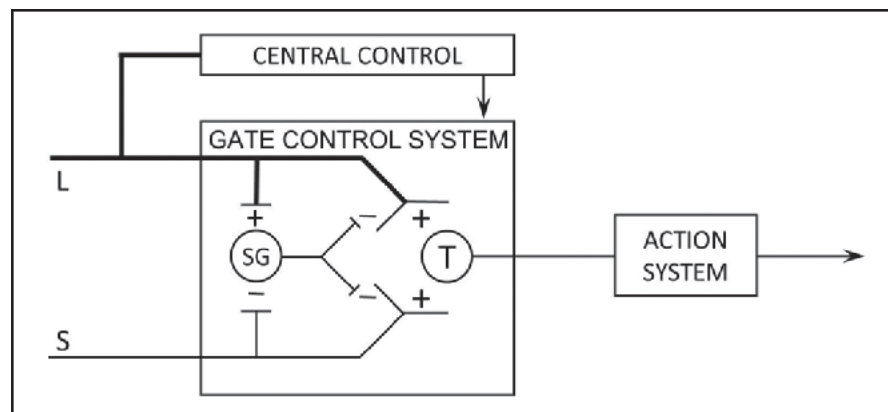 CENTRAL CONTROL
GATE CONTROL SYSTEM
L
+
SG
−
S
−
−
+
T
+
ACTION
SYSTEM